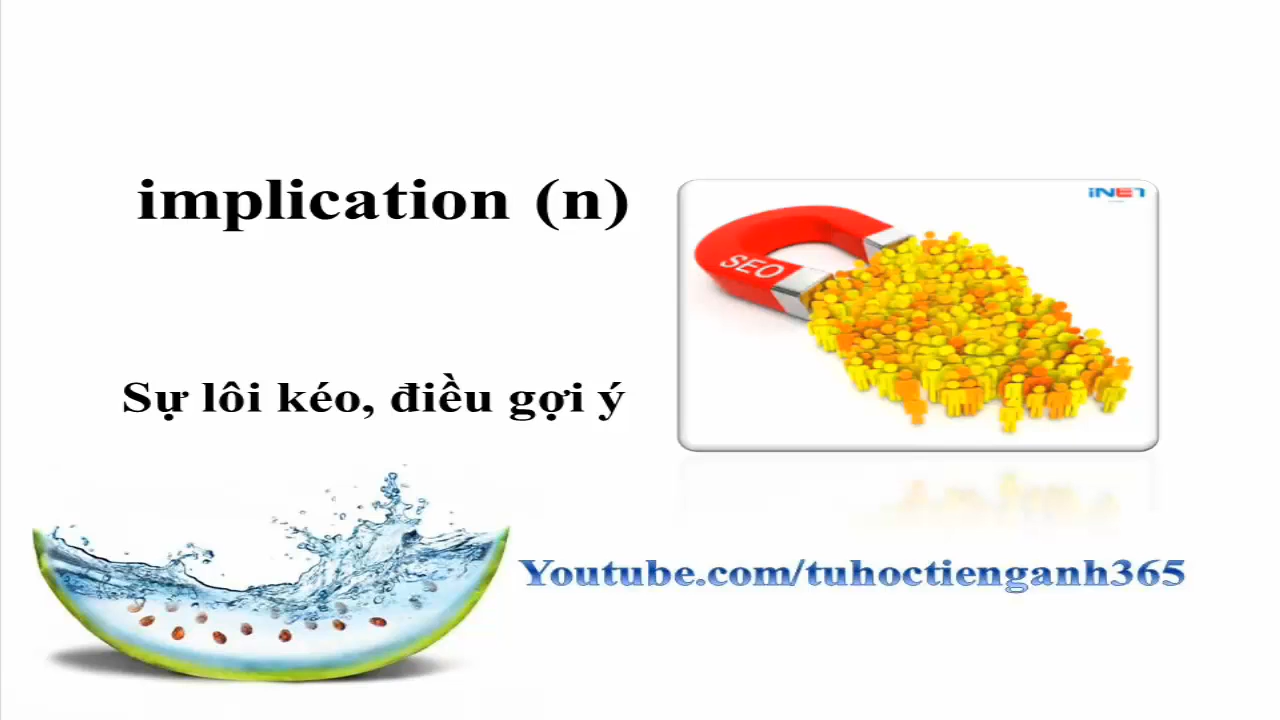 implication (n)
iNET
SEO
Sự lôi kéo, điều gợi ý
Youtube.com/tuhoctienganh365